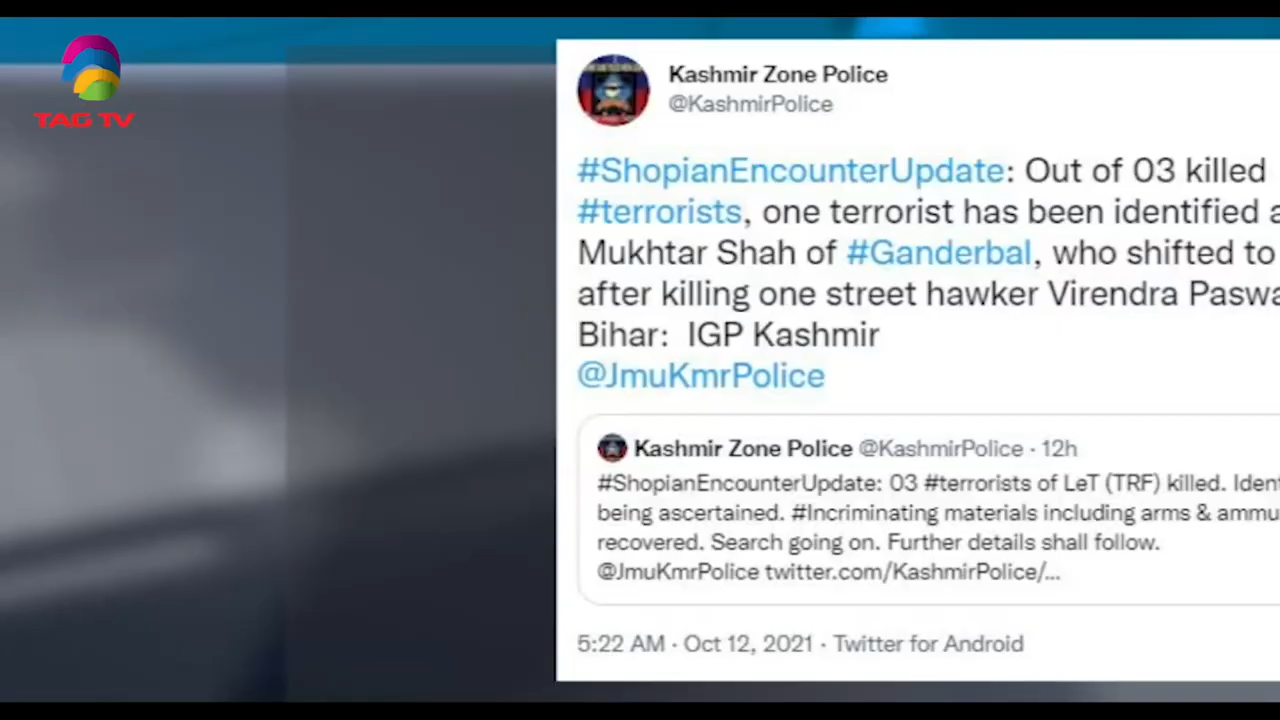 TAG TV
Kashmir Zone Police
@KashmirPolice
#ShopianEncounterUpdate: Out of 03 killed
#terrorists, one terrorist has been identified
Mukhtar Shah of #Ganderbal, who shifted to
after killing one street hawker Virendra
Bihar: IGP Kashmir
@JmuKmrPolice
Kashmir Zone Police @KashmirPolice · 12h
#ShopianEncounterUpdate: 03 #terrorists of LeT (TRF) killed.
being ascertained. #Incriminating materials including arms &
recovered. Search going on. Further details shall follow.
@JmuKmrPolice twitter.com/KashmirPolice/...
5:22 AM · Oct 12, 2021 · Twitter for Android